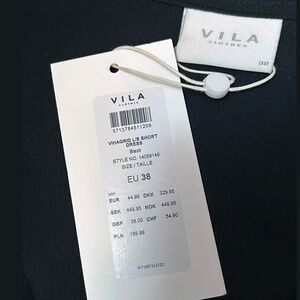 VILA
CLOTHES
38
VILA
CLOTHES
5713784511208
VIHAGRID L/S SHORT
DRESS
Black
STYLE NO. 14058146
SIZE / TAILLE
EU 38
RRP
EUR 44.99 DKK 329.95
SEK 449.95 NOK 449.95
GBP 38.00 CHF 54.90
PLN 189.99